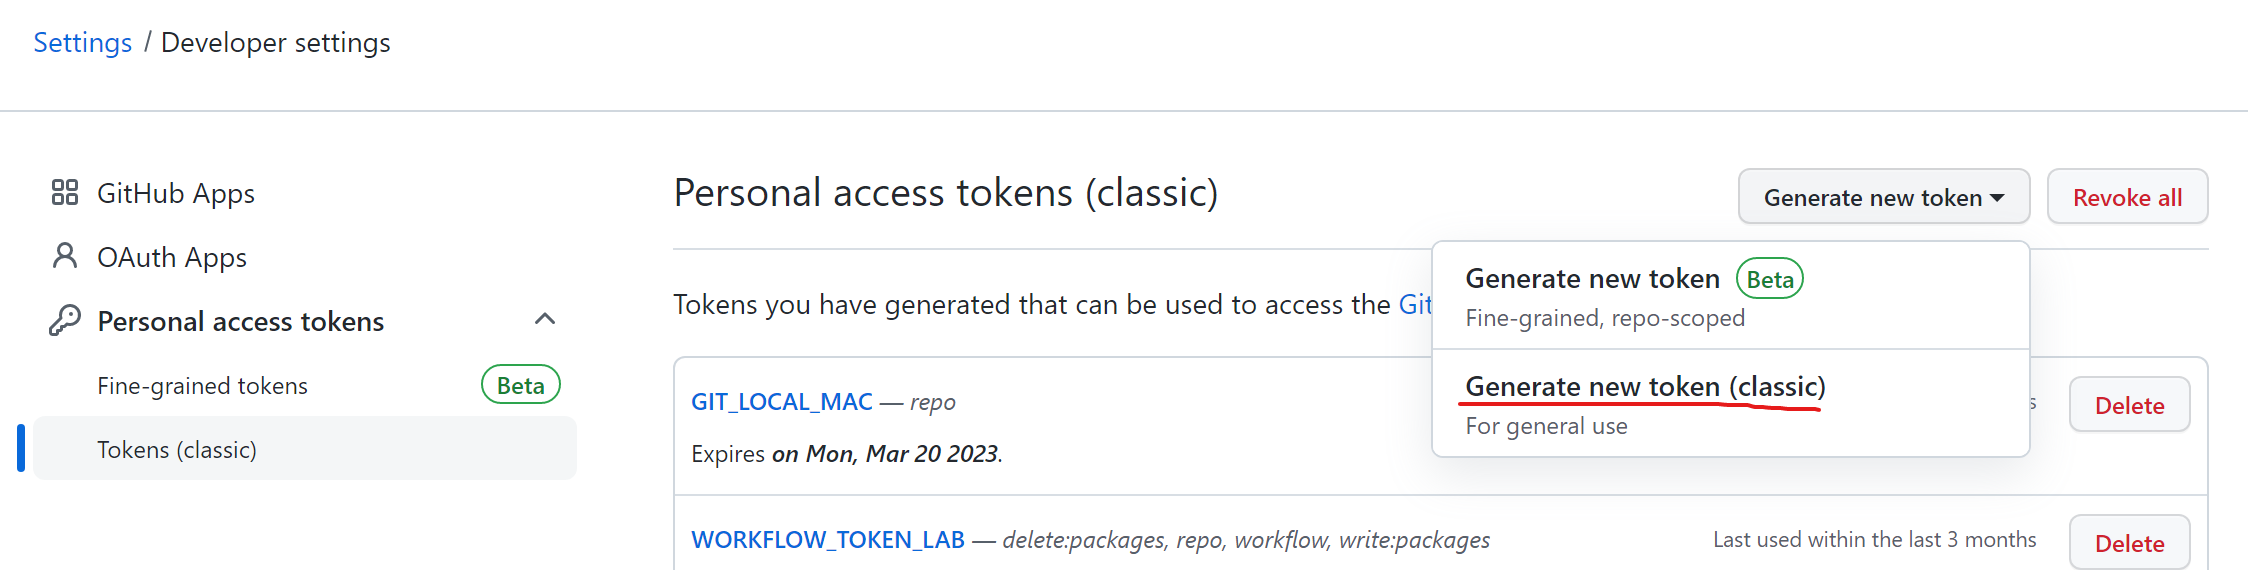 Settings / Developer settings
GitHub Apps
OAuth Apps
Personal access tokens
Fine-grained tokens Beta
Tokens (classic)
Personal access tokens (classic)
Generate new token
Revoke all
Generate new token Beta
Fine-grained, repo-scoped
Generate new token (classic)
For general use
Tokens you have generated that can be used to access the
GIT_LOCAL_MAC — repo
Delete
Expires on Mon, Mar 20 2023.
WORKFLOW_TOKEN_LAB — delete:packages, repo, workflow, write:packages
Last used within the last 3 months
Delete